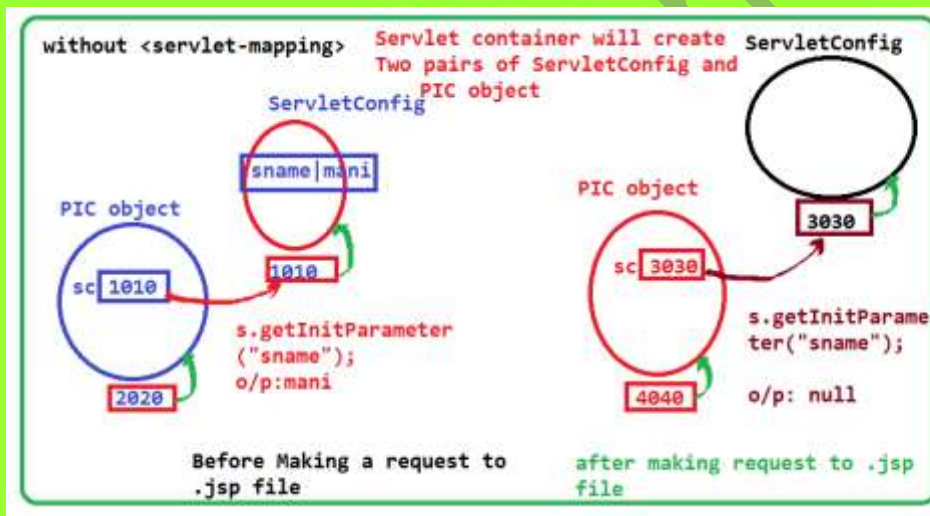 without <servlet-mapping>
Servlet container will create
Two pairs of ServletConfig and
PIC object
ServletConfig
sname|mani
PIC object
sc 1010
1010
s.getInitParameter
("sname");
o/p:mani
2020
Before Making a request to
.jsp file
ServletConfig
PIC object
3030
sc 3030
s.getInitParame
ter("sname");
o/p: null
4040
after making request to .jsp
file